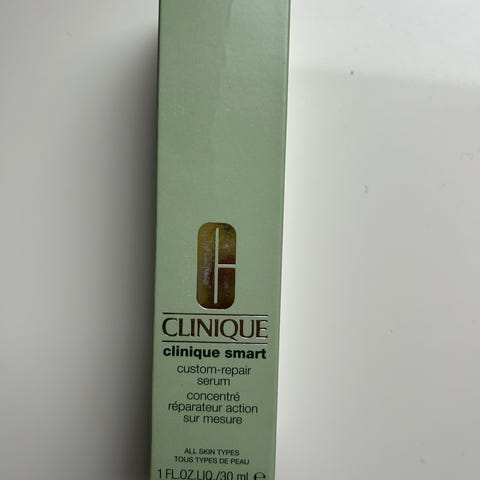 CLINIQUE
clinique smart
custom-repair
serum
concentré
réparateur action
sur mesure
ALL SKIN TYPES
TOUS TYPES DE PEAU
1 FL.OZ.LIQ./30 ml e